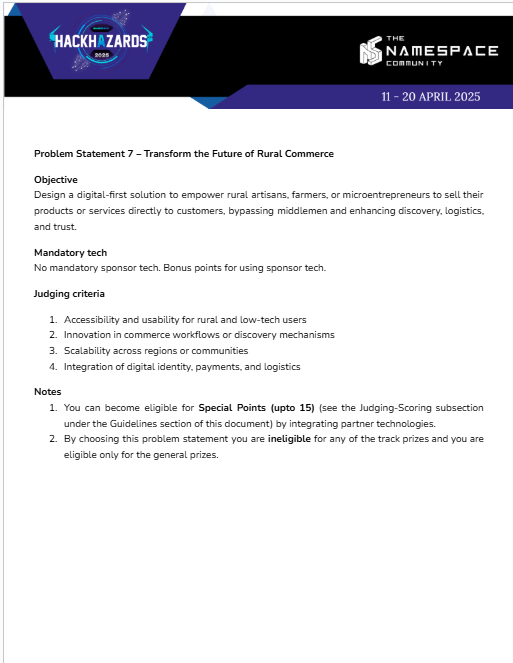 HACKHAZARDS
2025
THE
NAMESPACE
COMMUNITY
11 - 20 APRIL 2025
Problem Statement 7 – Transform the Future of Rural Commerce
Objective
Design a digital-first solution to empower rural artisans, farmers, or microentrepreneurs to sell their
products or services directly to customers, bypassing middlemen and enhancing discovery, logistics,
and trust.
Mandatory tech
No mandatory sponsor tech. Bonus points for using sponsor tech.
Judging criteria
1. Accessibility and usability for rural and low-tech users
2. Innovation in commerce workflows or discovery mechanisms
3. Scalability across regions or communities
4. Integration of digital identity, payments, and logistics
Notes
1. You can become eligible for Special Points (upto 15) (see the Judging-Scoring subsection
under the Guidelines section of this document) by integrating partner technologies.
2. By choosing this problem statement you are ineligible for any of the track prizes and you are
eligible only for the general prizes.